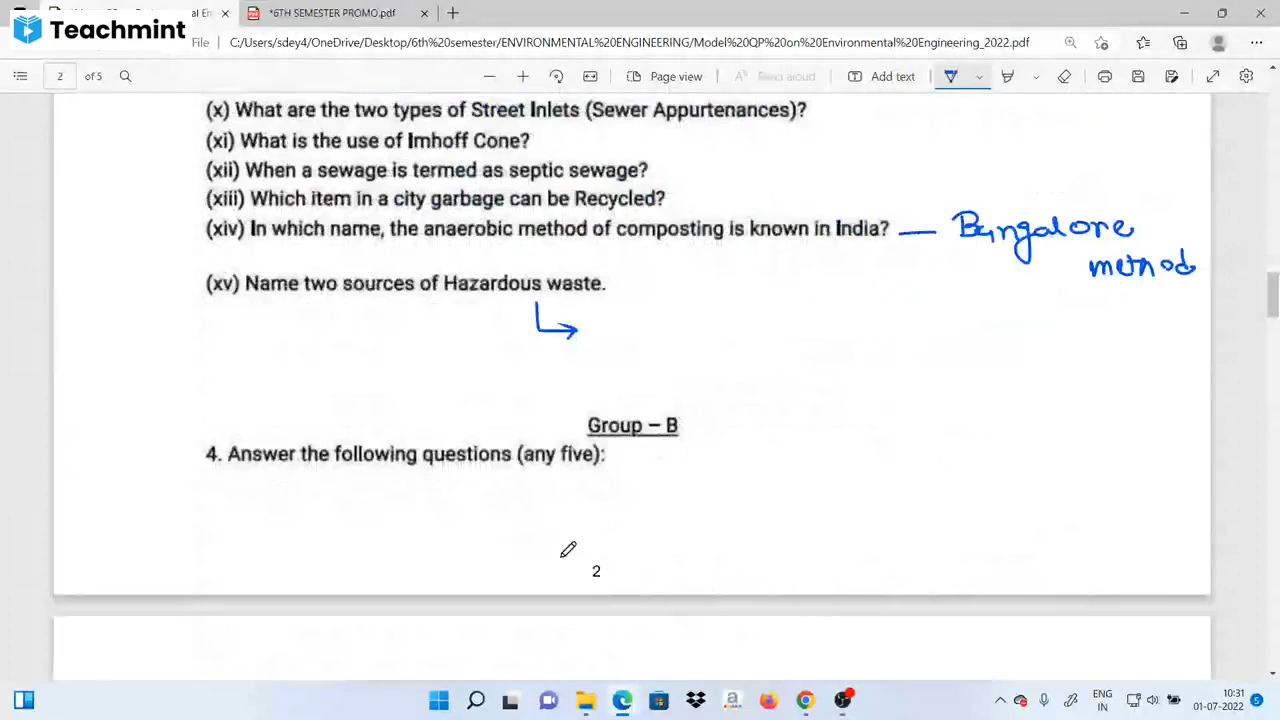 al En
*6TH SEMESTER PROMO.pdf
Teachmint
File
C:/Users/sdey4/OneDrive/Desktop/6th%20semester/ENVIRONMENTAL%20ENGINEERING/Model%20QP%20on%20Environmental%20Engineering_2022.pdf
2 of 5
Page view
Read aloud
Add text
(x) What are the two types of Street Inlets (Sewer Appurtenances)?
(xi) What is the use of Imhoff Cone?
(xii) When a sewage is termed as septic sewage?
(xiii) Which item in a city garbage can be Recycled?
(xiv) In which name, the anaerobic method of composting is known in India? — Bangalore
method
(xv) Name two sources of Hazardous waste.
Group – B
4. Answer the following questions (any five):
2
ENG
IN
10:31
01-07-2022
5